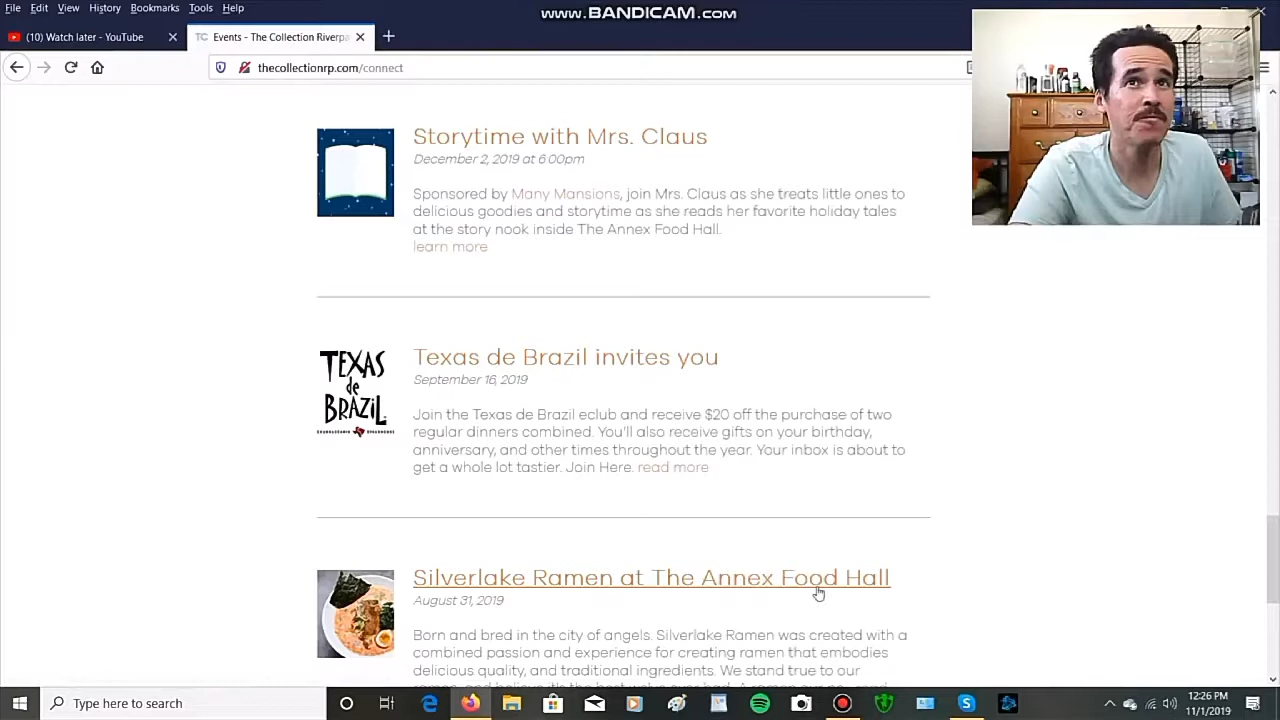 File Edit View History Bookmarks Tools Help
www.BANDICAM.com
(10) Watch later - YouTube
TC Events - The Collection Riverpa
thecollectionrp.com/connect
Storytime with Mrs. Claus
December 2, 2019 at 6:00pm
Sponsored by Many Mansions, join Mrs. Claus as she treats little ones to
delicious goodies and storytime as she reads her favorite holiday tales
at the story nook inside The Annex Food Hall.
learn more
TEXAS
de
BRAZIL
Texas de Brazil invites you
September 16, 2019
Join the Texas de Brazil eclub and receive $20 off the purchase of two
regular dinners combined. You'll also receive gifts on your birthday,
anniversary, and other times throughout the year. Your inbox is about to
get a whole lot tastier. Join Here. read more
Silverlake Ramen at The Annex Food Hall
August 31, 2019
Born and bred in the city of angels. Silverlake Ramen was created with a
combined passion and experience for creating ramen that embodies
delicious quality, and traditional ingredients. We stand true to our
Type here to search
12:26 PM
11/1/2019